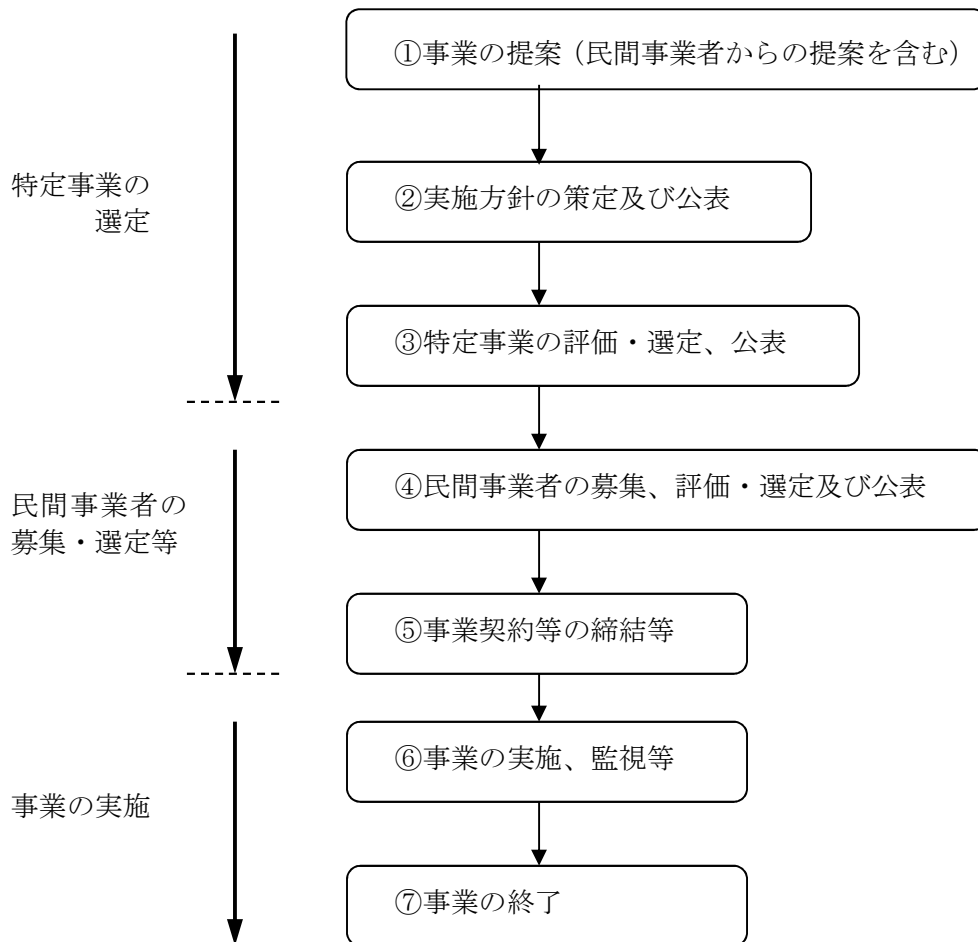 ①事業の提案（民間事業者からの提案を含む）
特定事業の
選定
②実施方針の策定及び公表
③特定事業の評価・選定、公表
④民間事業者の募集、評価・選定及び公表
民間事業者の
募集・選定等
⑤事業契約等の締結等
⑥事業の実施、監視等
事業の実施
⑦事業の終了